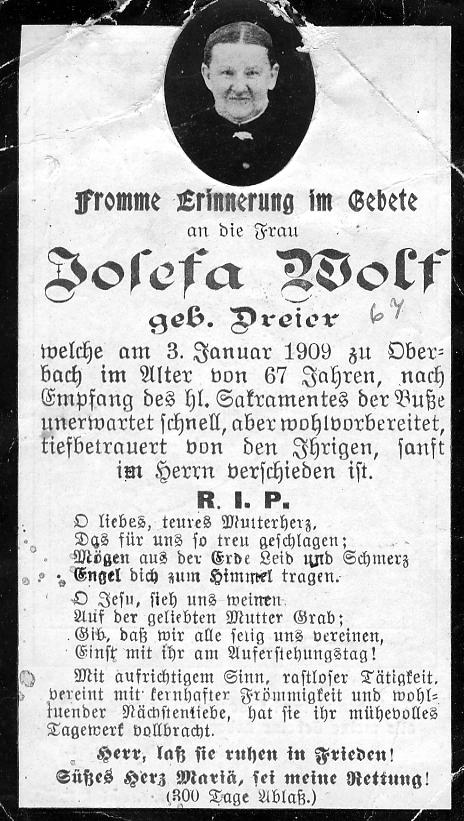 Fromme Erinnerung im Gebete
an die Frau
Josefa Wolf
geb. Dreier
67
welche am 3. Januar 1909 zu Ober-
bach im Alter von 67 Jahren, nach
Empfang des hl. Sakramentes der Buße
unerwartet schnell, aber wohlvorbereitet,
tiefbetrauert von den Ihrigen, sanft
im Herrn verschieden ist.
R. I. P.
O liebes, teures Mutterherz,
Das für uns so treu geschlagen;
Mögen aus der Erde Leid und Schmerz
Engel dich zum Himmel tragen.
O Jesu, sieh uns weinen
Auf der geliebten Mutter Grab;
Gib, daß wir alle selig uns vereinen,
Einst mit ihr am Auferstehungstag!
Mit aufrichtigem Sinn, rastloser Tätigkeit,
vereint mit kernhafter Frömmigkeit und wohl-
tuender Nächstenliebe, hat sie ihr mühevolles
Tagewerk vollbracht.
Herr, laß sie ruhen in Frieden!
Süßes Herz Mariä, sei meine Rettung!
(300 Tage Ablaß.)